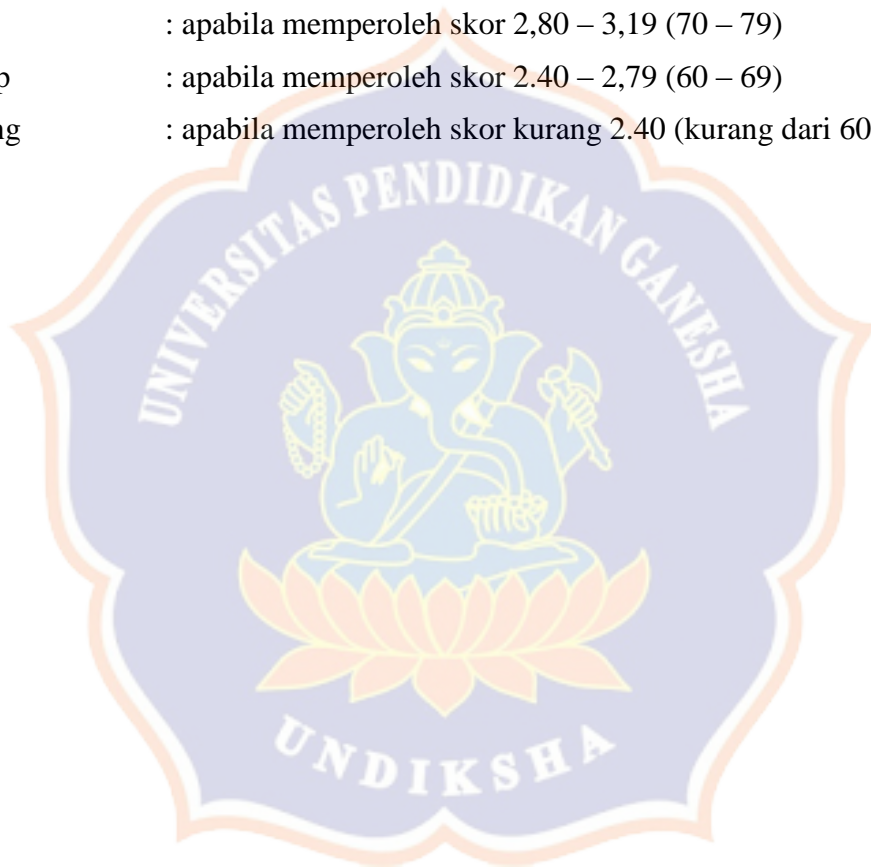 : apabila memperoleh skor 2,80 – 3,19 (70 – 79)
p : apabila memperoleh skor 2.40 – 2,79 (60 – 69)
ng : apabila memperoleh skor kurang 2.40 (kurang dari 60
UNIVERSITAS PENDIDIKAN GANESHA
UNDIKSHA